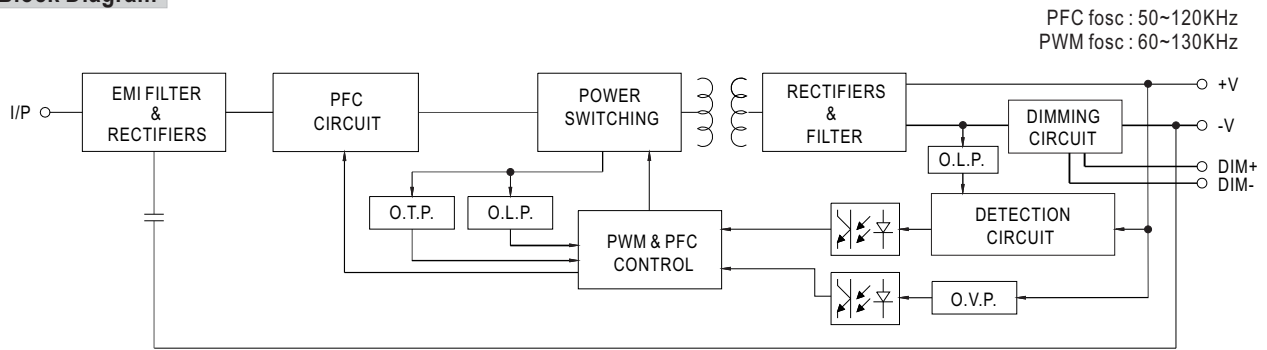 Block Diagram
PFC fosc : 50~120KHz
PWM fosc : 60~130KHz
I/P
EMI FILTER
&
RECTIFIERS
PFC
CIRCUIT
POWER
SWITCHING
RECTIFIERS
&
FILTER
DIMMING
CIRCUIT
+V
-V
DIM+
DIM-
O.L.P.
O.T.P.
O.L.P.
PWM & PFC
CONTROL
DETECTION
CIRCUIT
O.V.P.